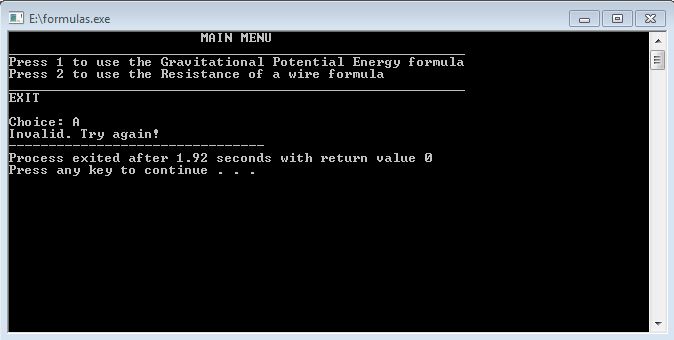 E:\formulas.exe
MAIN MENU
Press 1 to use the Gravitational Potential Energy formula
Press 2 to use the Resistance of a wire formula
EXIT
Choice: A
Invalid. Try again!
--------------------------------
Process exited after 1.92 seconds with return value 0
Press any key to continue . . .